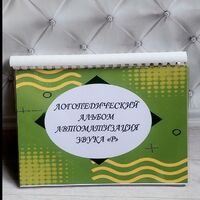 ЛОГОПЕДИЧЕСКИЙ
АЛЬБОМ
АВТОМАТИЗАЦИЯ
ЗВУКА «Р»